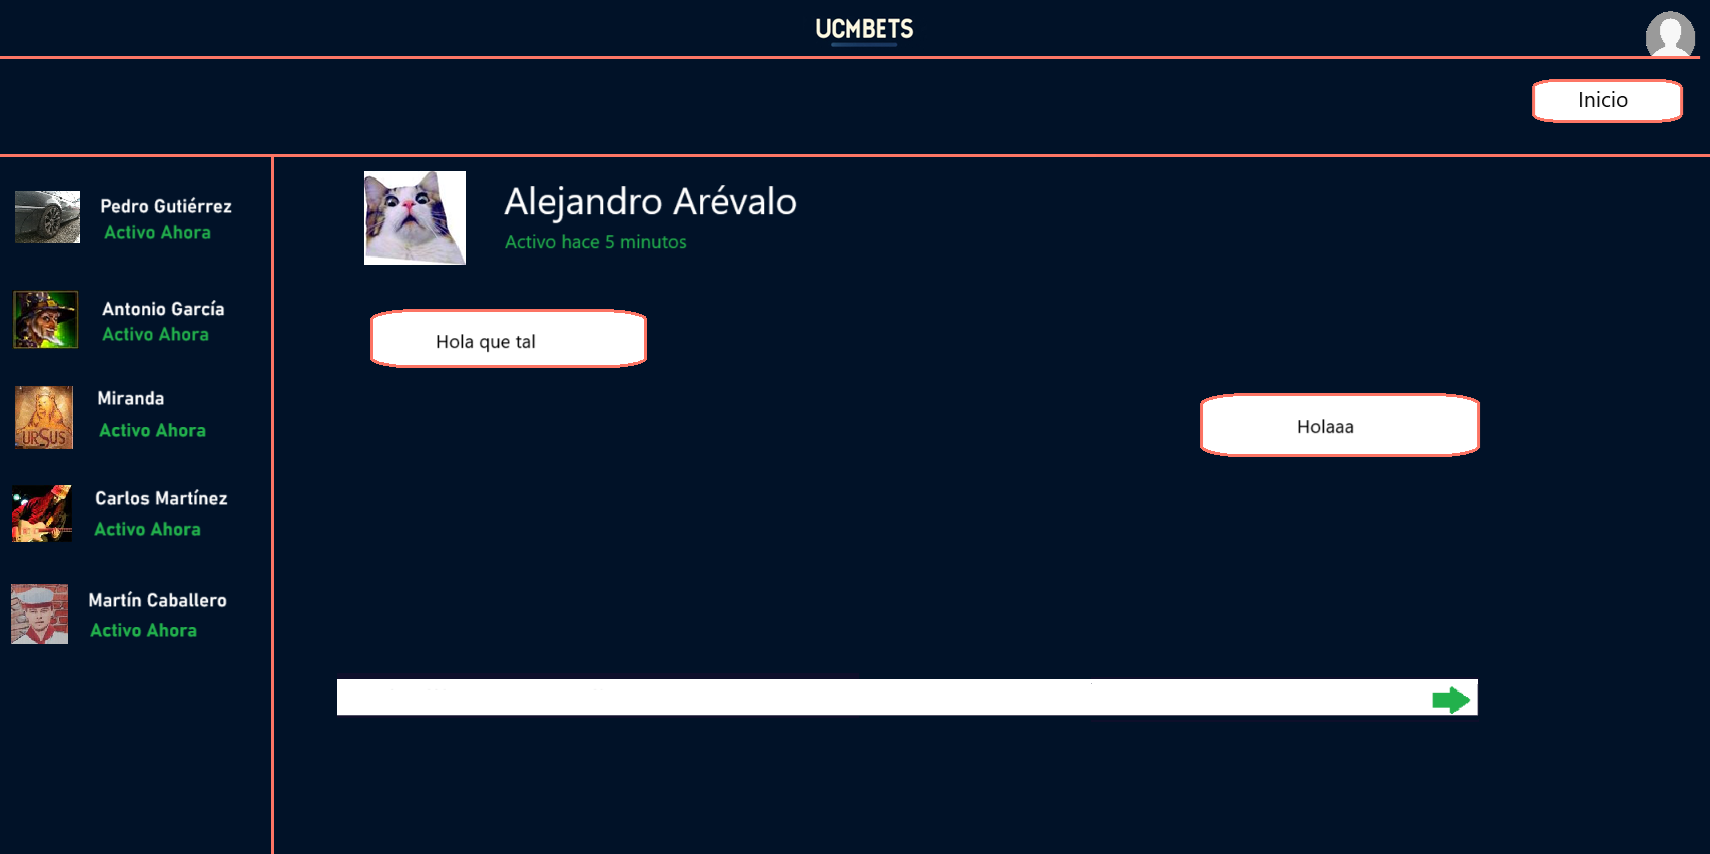 UCMBETS
Inicio
Pedro Gutiérrez
Activo Ahora
Antonio García
Activo Ahora
Miranda
Activo Ahora
URSUS
Carlos Martínez
Activo Ahora
Martín Caballero
Activo Ahora
Alejandro Arévalo
Activo hace 5 minutos
Hola que tal
Holaaa